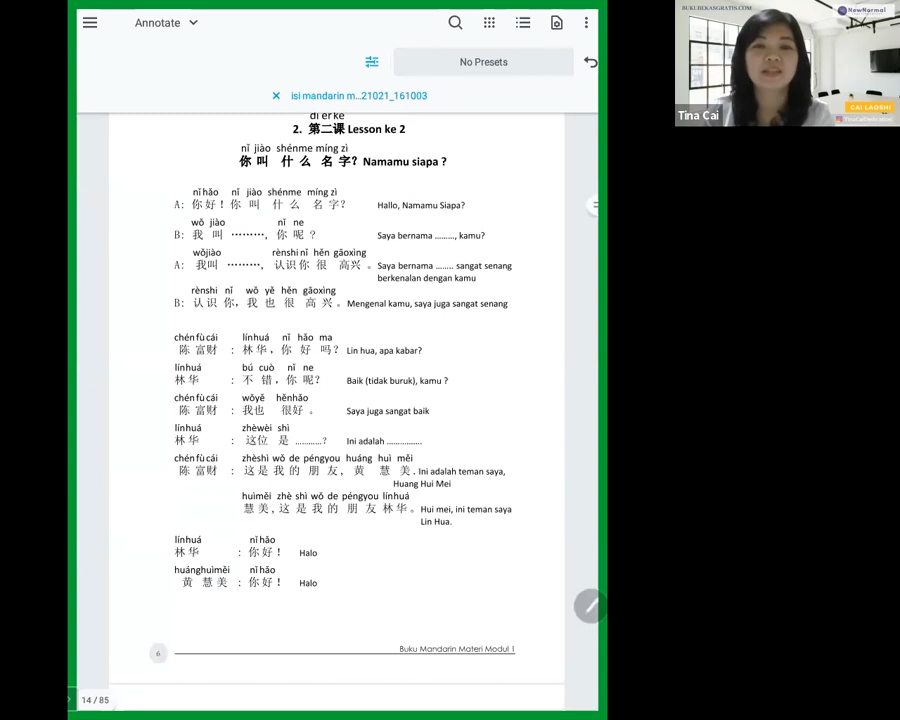 Annotate
No Presets
isi mandarin m...21021_161003
dì èr kè
2. 第二课 Lesson ke 2
nǐ jiào shénme míng zì
你 叫 什 么 名 字? Namamu siapa ?
nǐ hǎo nǐ jiào shénme míng zì
A: 你 好 ! 你 叫 什 么 名 字? Hallo, Namamu Siapa?
wǒ jiào nǐ ne
B: 我 叫 ………, 你 呢 ? Saya bernama ………, kamu?
wǒjiào rènshi nǐ hěn gāoxìng
A: 我叫 ………, 认识 你 很 高兴 。 Saya bernama …….. sangat senang
berkenalan dengan kamu
rènshi nǐ wǒ yě hěn gāoxìng
B: 认 识 你, 我 也 很 高 兴 。 Mengenal kamu, saya juga sangat senang
chén fù cái línhuá nǐ hǎo ma
陈 富财 : 林 华 , 你 好 吗? Lin hua, apa kabar?
línhuá bú cuò nǐ ne
林 华 : 不 错 , 你 呢? Baik (tidak buruk), kamu ?
chén fù cái wǒyě hěnhǎo
陈 富财 : 我也 很好 。 Saya juga sangat baik
línhuá zhèwèi shì
林 华 : 这位 是 …………? Ini adalah ……………
chén fù cái zhèshì wǒ de péngyou huáng huì měi
陈 富财 : 这 是 我 的 朋 友, 黄 慧 美 . Ini adalah teman saya,
Huang Hui Mei
huìměi zhè shì wǒ de péngyou línhuá
慧 美 , 这 是 我 的 朋 友 林 华 。 Hui mei, ini teman saya
Lin Hua.
línhuá nǐ hǎo
林 华 : 你 好 ! Halo
huánghuìměi nǐ hǎo
黄 慧 美 : 你 好 ! Halo
6 Buku Mandarin Materi Modul 1
14 / 85
BUKUBEKASGRATIS.COM
NewNormal
CAI LAOSHI
TinaCaiDedication
Tina Cai